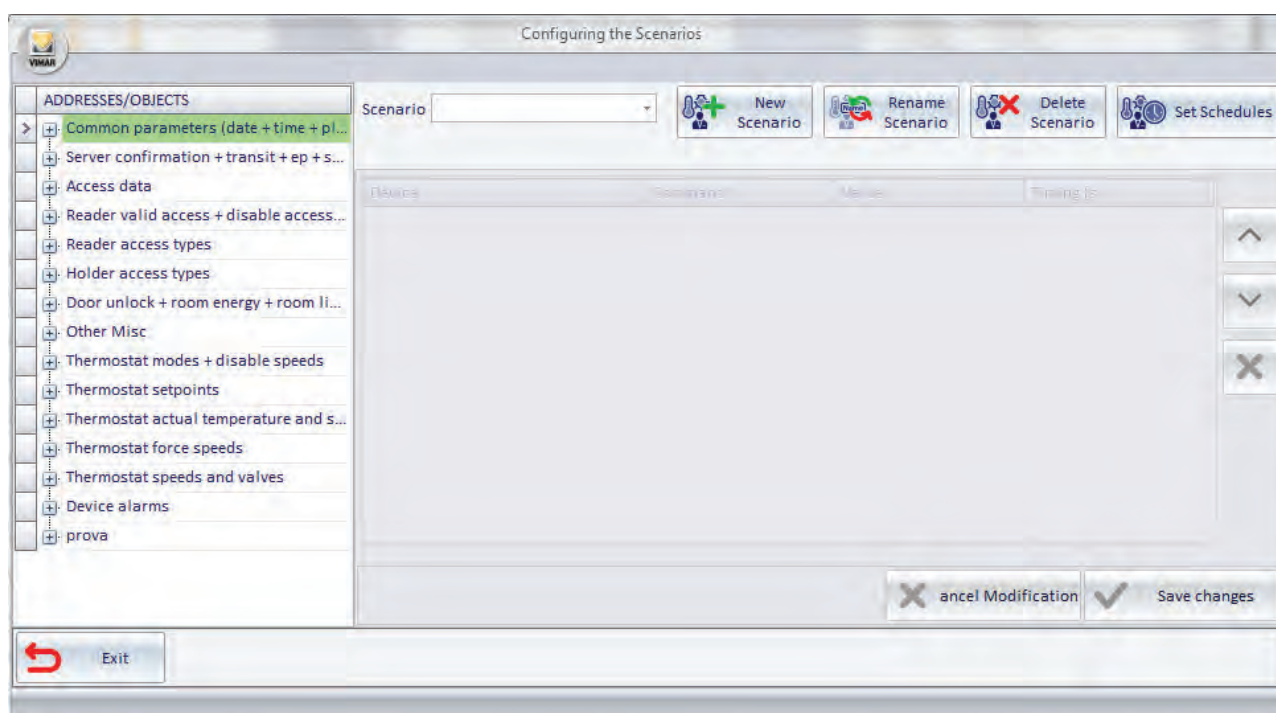 Configuring the Scenarios
VIMAR
ADDRESSES/OBJECTS
Common parameters (date + time + pl...
Server confirmation + transit + ep + s...
Access data
Reader valid access + disable access...
Reader access types
Holder access types
Door unlock + room energy + room li...
Other Misc
Thermostat modes + disable speeds
Thermostat setpoints
Thermostat actual temperature and s...
Thermostat force speeds
Thermostat speeds and valves
Device alarms
prova
Scenario
New
Scenario
Rename
Scenario
Delete
Scenario
Set Schedules
Device
ancel Modification
Save changes
Exit